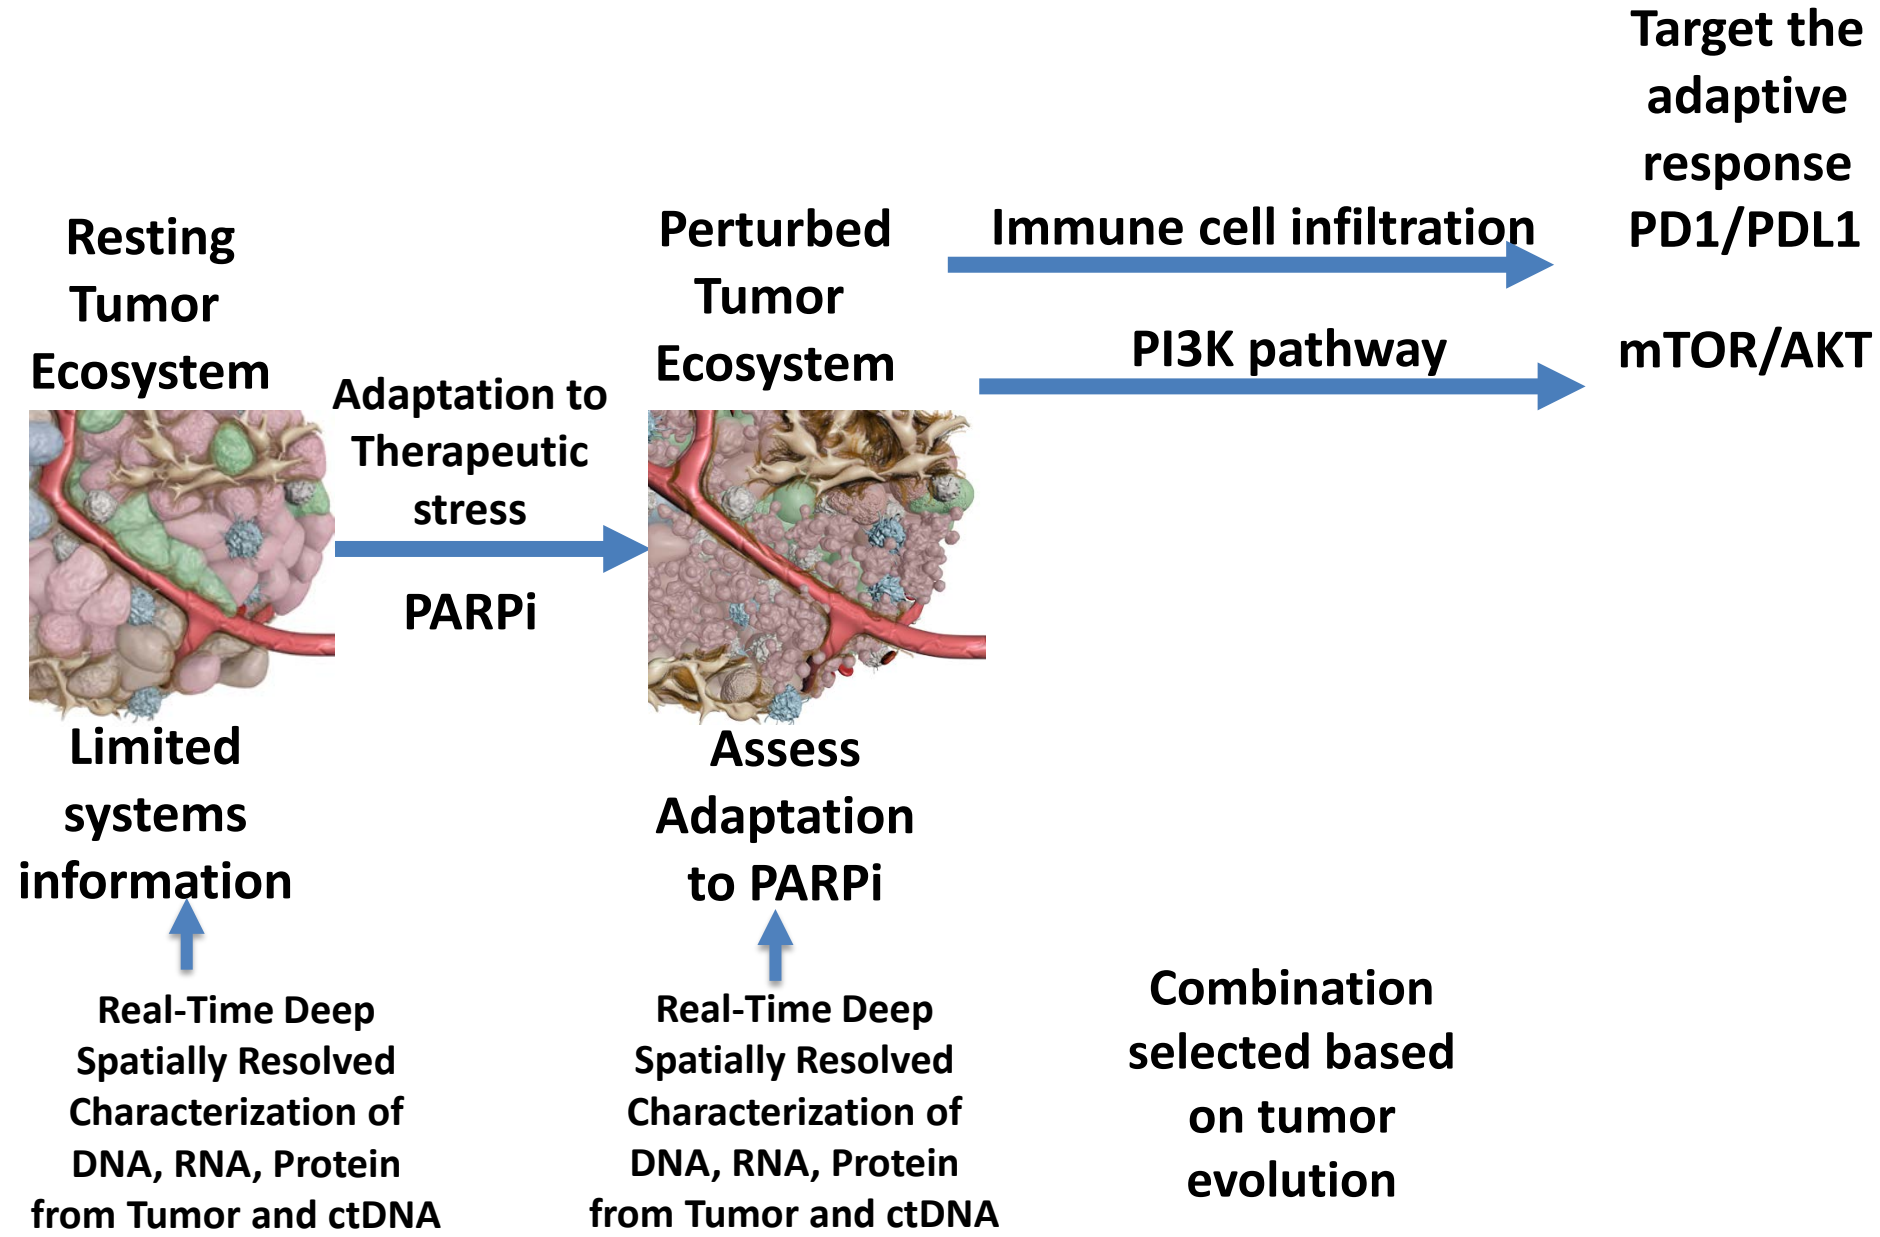 Resting
Tumor
Ecosystem
Adaptation to
Therapeutic
stress
PARPi
Limited
systems
information
Real-Time Deep
Spatially Resolved
Characterization of
DNA, RNA, Protein
from Tumor and ctDNA
Perturbed
Tumor
Ecosystem
Assess
Adaptation
to PARPi
Real-Time Deep
Spatially Resolved
Characterization of
DNA, RNA, Protein
from Tumor and ctDNA
Immune cell infiltration
PI3K pathway
Target the
adaptive
response
PD1/PDL1
mTOR/AKT
Combination
selected based
on tumor
evolution